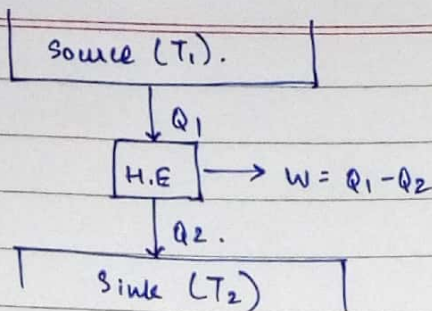 Source (T1).
Q1
H.E
W = Q1 - Q2
Q2.
Sink (T2)